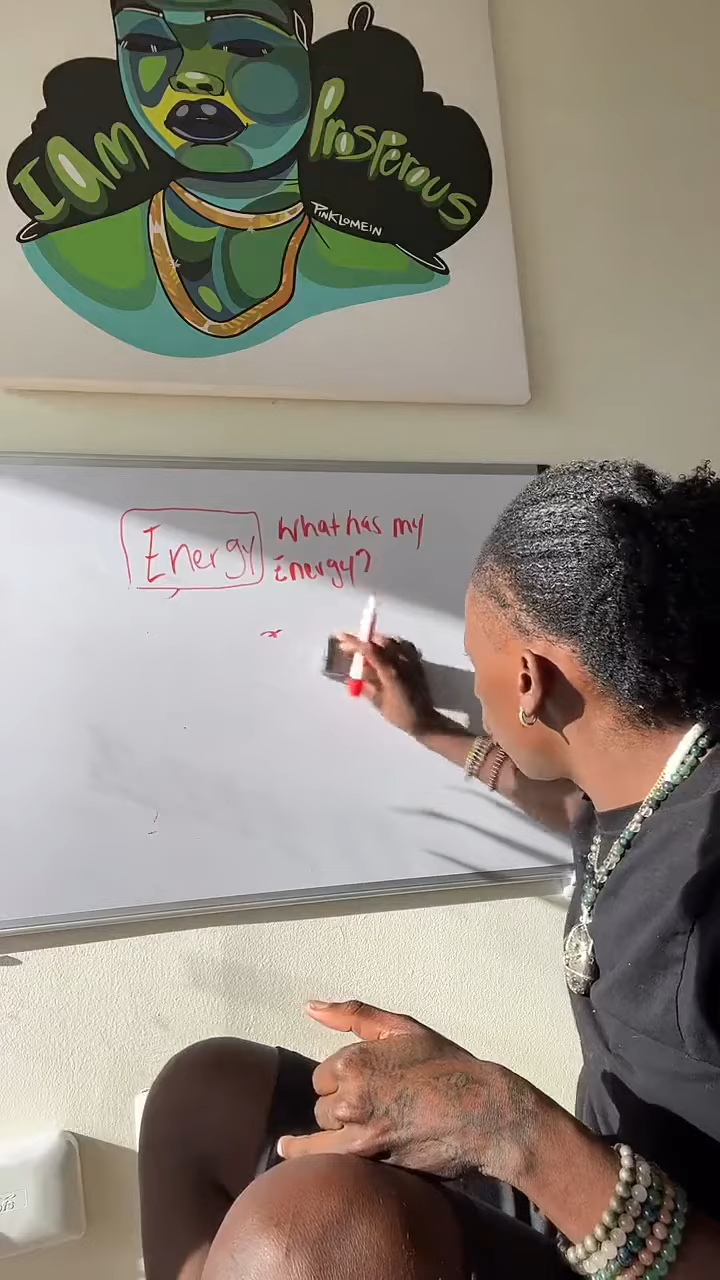 I am
Prosperous
PiNKLOMEiN
Energy
What has my
Energy?